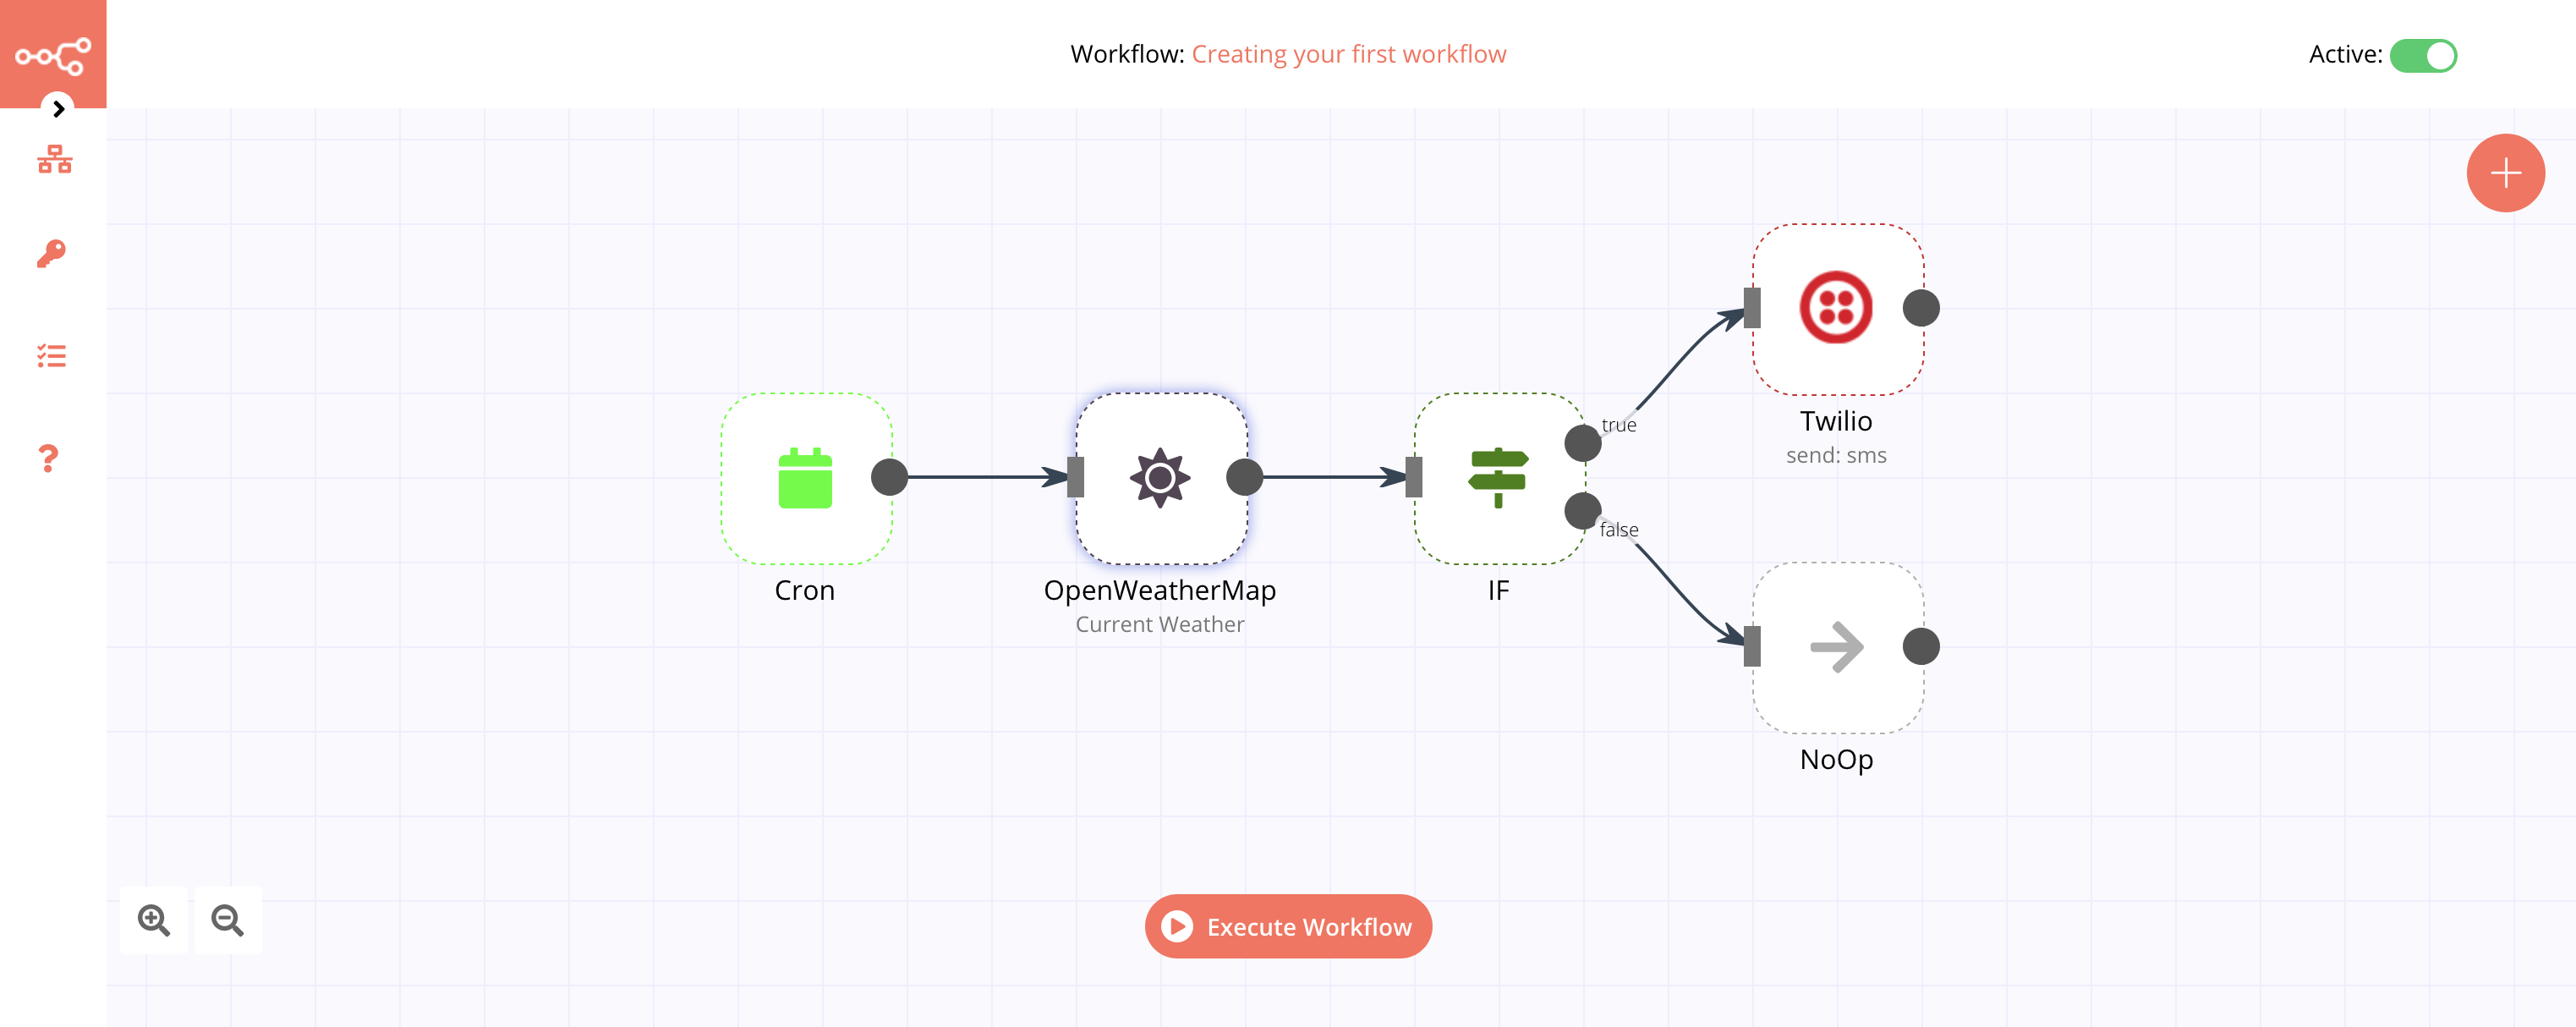 Workflow: Creating your first workflow
Active:
true
Twilio
send: sms
false
Cron
OpenWeatherMap
Current Weather
IF
NoOp
Execute Workflow